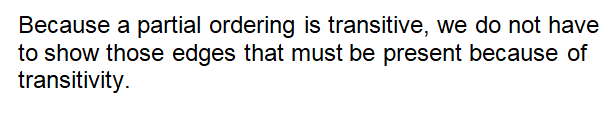 Because a partial ordering is transitive, we do not have
to show those edges that must be present because of
transitivity.